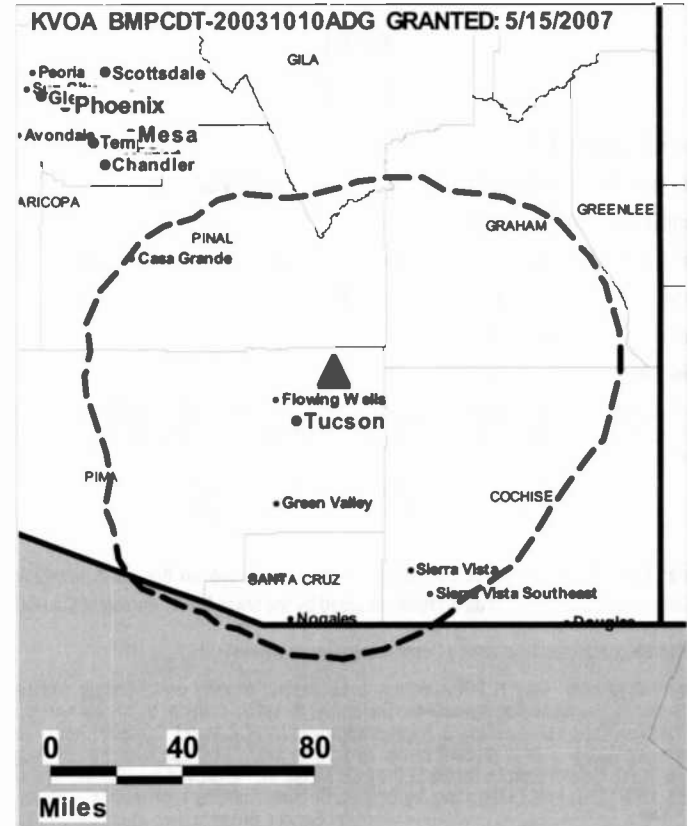 KVOA BMPCDT-20031010ADG GRANTED: 5/15/2007
GILA
Peoria
Scottsdale
Phoenix
Avondale
Mesa
Chandler
ARICOPA
PINAL
GRAHAM
GREENLEE
Casa Grande
Flowing Wells
Tucson
PIMA
Green Valley
COCHISE
SANTA CRUZ
Sierra Vista
Sierra Vista Southeast
Nogales
Douglas
0 40 80
Miles